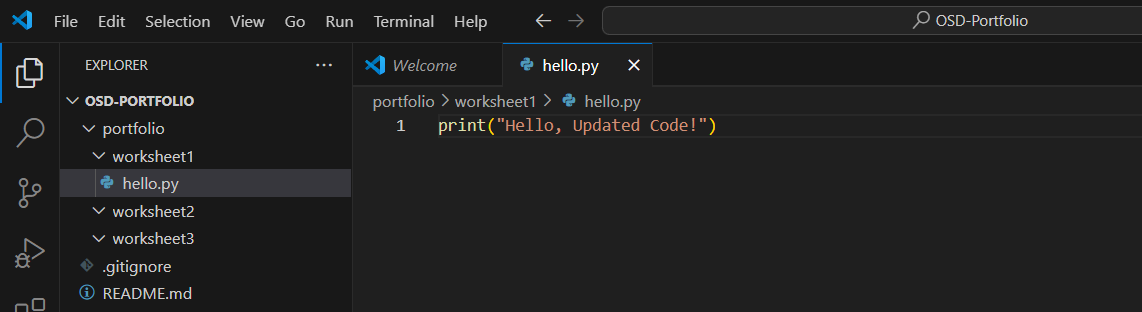 File Edit Selection View Go Run Terminal Help OSD-Portfolio
EXPLORER ...
OSD-PORTFOLIO
portfolio
worksheet1
hello.py
worksheet2
worksheet3
.gitignore
README.md
Welcome hello.py
portfolio > worksheet1 > hello.py
1 print("Hello, Updated Code!")